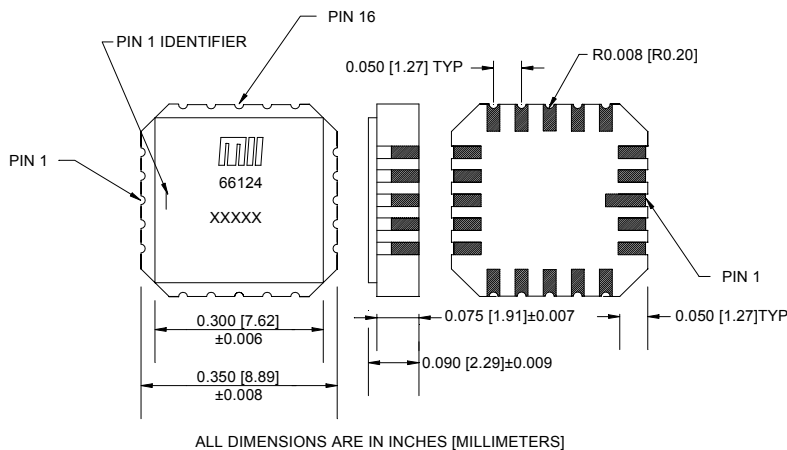 PIN 16
PIN 1 IDENTIFIER
0.050 [1.27] TYP
R0.008 [R0.20]
PIN 1
66124
XXXXX
PIN 1
0.300 [7.62]
±0.006
0.075 [1.91]±0.007
0.050 [1.27]TYP
0.090 [2.29]±0.009
0.350 [8.89]
±0.008
ALL DIMENSIONS ARE IN INCHES [MILLIMETERS]